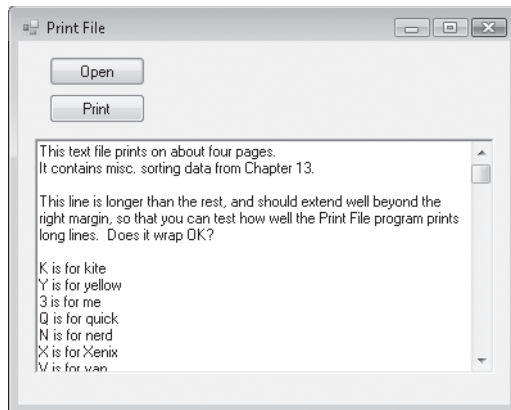 Print File
Open
Print
This text file prints on about four pages.
It contains misc. sorting data from Chapter 13.
This line is longer than the rest, and should extend well beyond the
right margin, so that you can test how well the Print File program prints
long lines.  Does it wrap OK?
K is for kite
Y is for yellow
3 is for me
Q is for quick
N is for nerd
X is for Xenix
V is for van